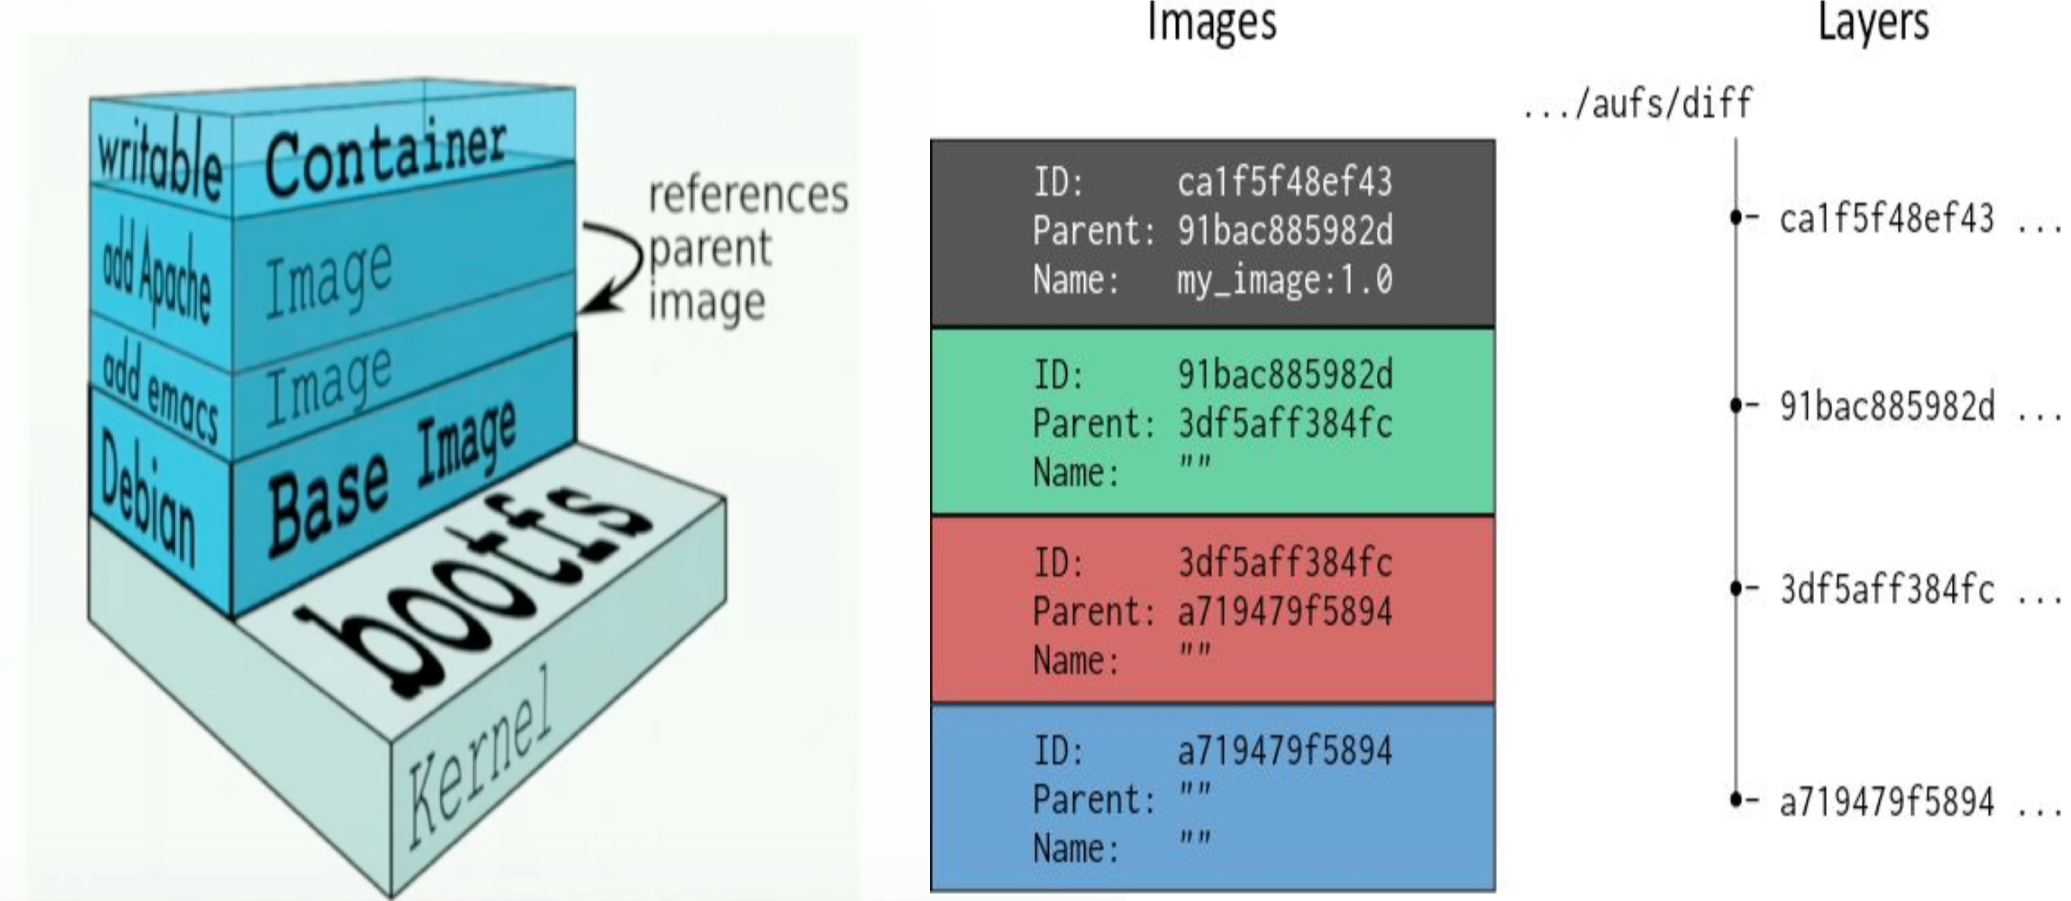 writable Container
add Apache Image
add emacs Image
Debian Base Image
bootfs
Kernel
references
parent
image
Images
ID: ca1f5f48ef43
Parent: 91bac885982d
Name: my_image:1.0
ID: 91bac885982d
Parent: 3df5aff384fc
Name: ""
ID: 3df5aff384fc
Parent: a719479f5894
Name: ""
ID: a719479f5894
Parent: ""
Name: ""
Layers
.../aufs/diff
ca1f5f48ef43 ...
91bac885982d ...
3df5aff384fc ...
a719479f5894 ...